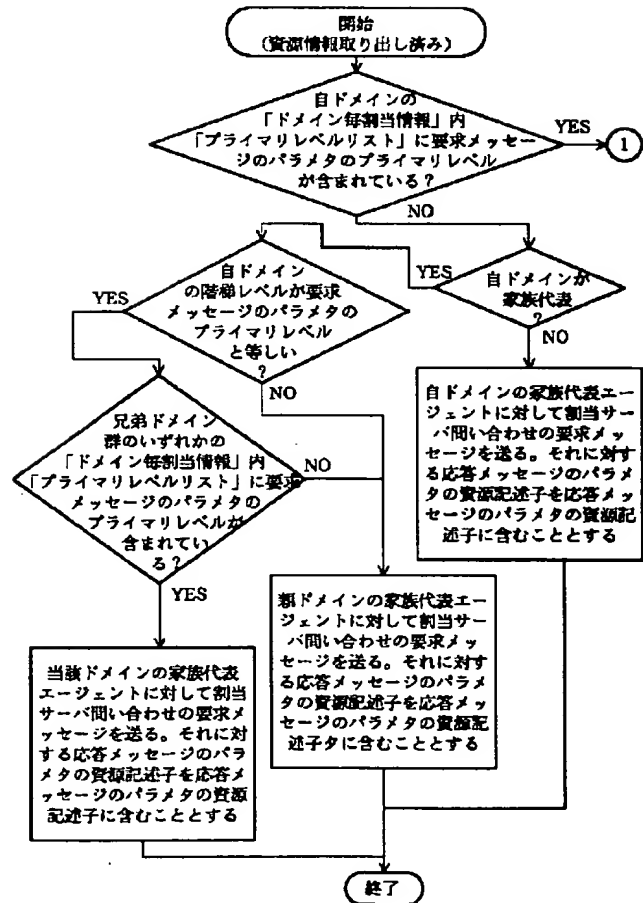 開始
(資源情報取り出し済み)
自ドメインの
「ドメイン毎割当情報」内
「プライマリレベルリスト」に要求メッセー
ジのパラメタのプライマリレベル
が含まれている?
YES
1
NO
自ドメイン
の階梯レベルが要求
メッセージのパラメタの
プライマリレベル
と等しい
?
YES
NO
自ドメインが
家族代表
?
YES
NO
兄弟ドメイン
群のいずれかの
「ドメイン毎割当情報」内
「プライマリレベルリスト」に要求
メッセージのパラメタの
プライマリレベルが
含まれてい
る?
NO
YES
自ドメインの家族代表エー
ジェントに対して割当サー
バ問い合わせの要求メッ
セージを送る。それに対す
る応答メッセージのパラメ
タの資源記述子を応答メッ
セージのパラメタの資源記
述子に含むこととする
親ドメインの家族代表エー
ジェントに対して割当サー
バ問い合わせの要求メッ
セージを送る。それに対す
る応答メッセージのパラメ
タの資源記述子を応答メッ
セージのパラメタの資源記
述子タに含むこととする
当該ドメインの家族代表
エージェントに対して割当
サーバ問い合わせの要求メ
ッセージを送る。それに対
する応答メッセージのパラ
メタの資源記述子を応答メ
ッセージのパラメタの資源
記述子に含むこととする
終了